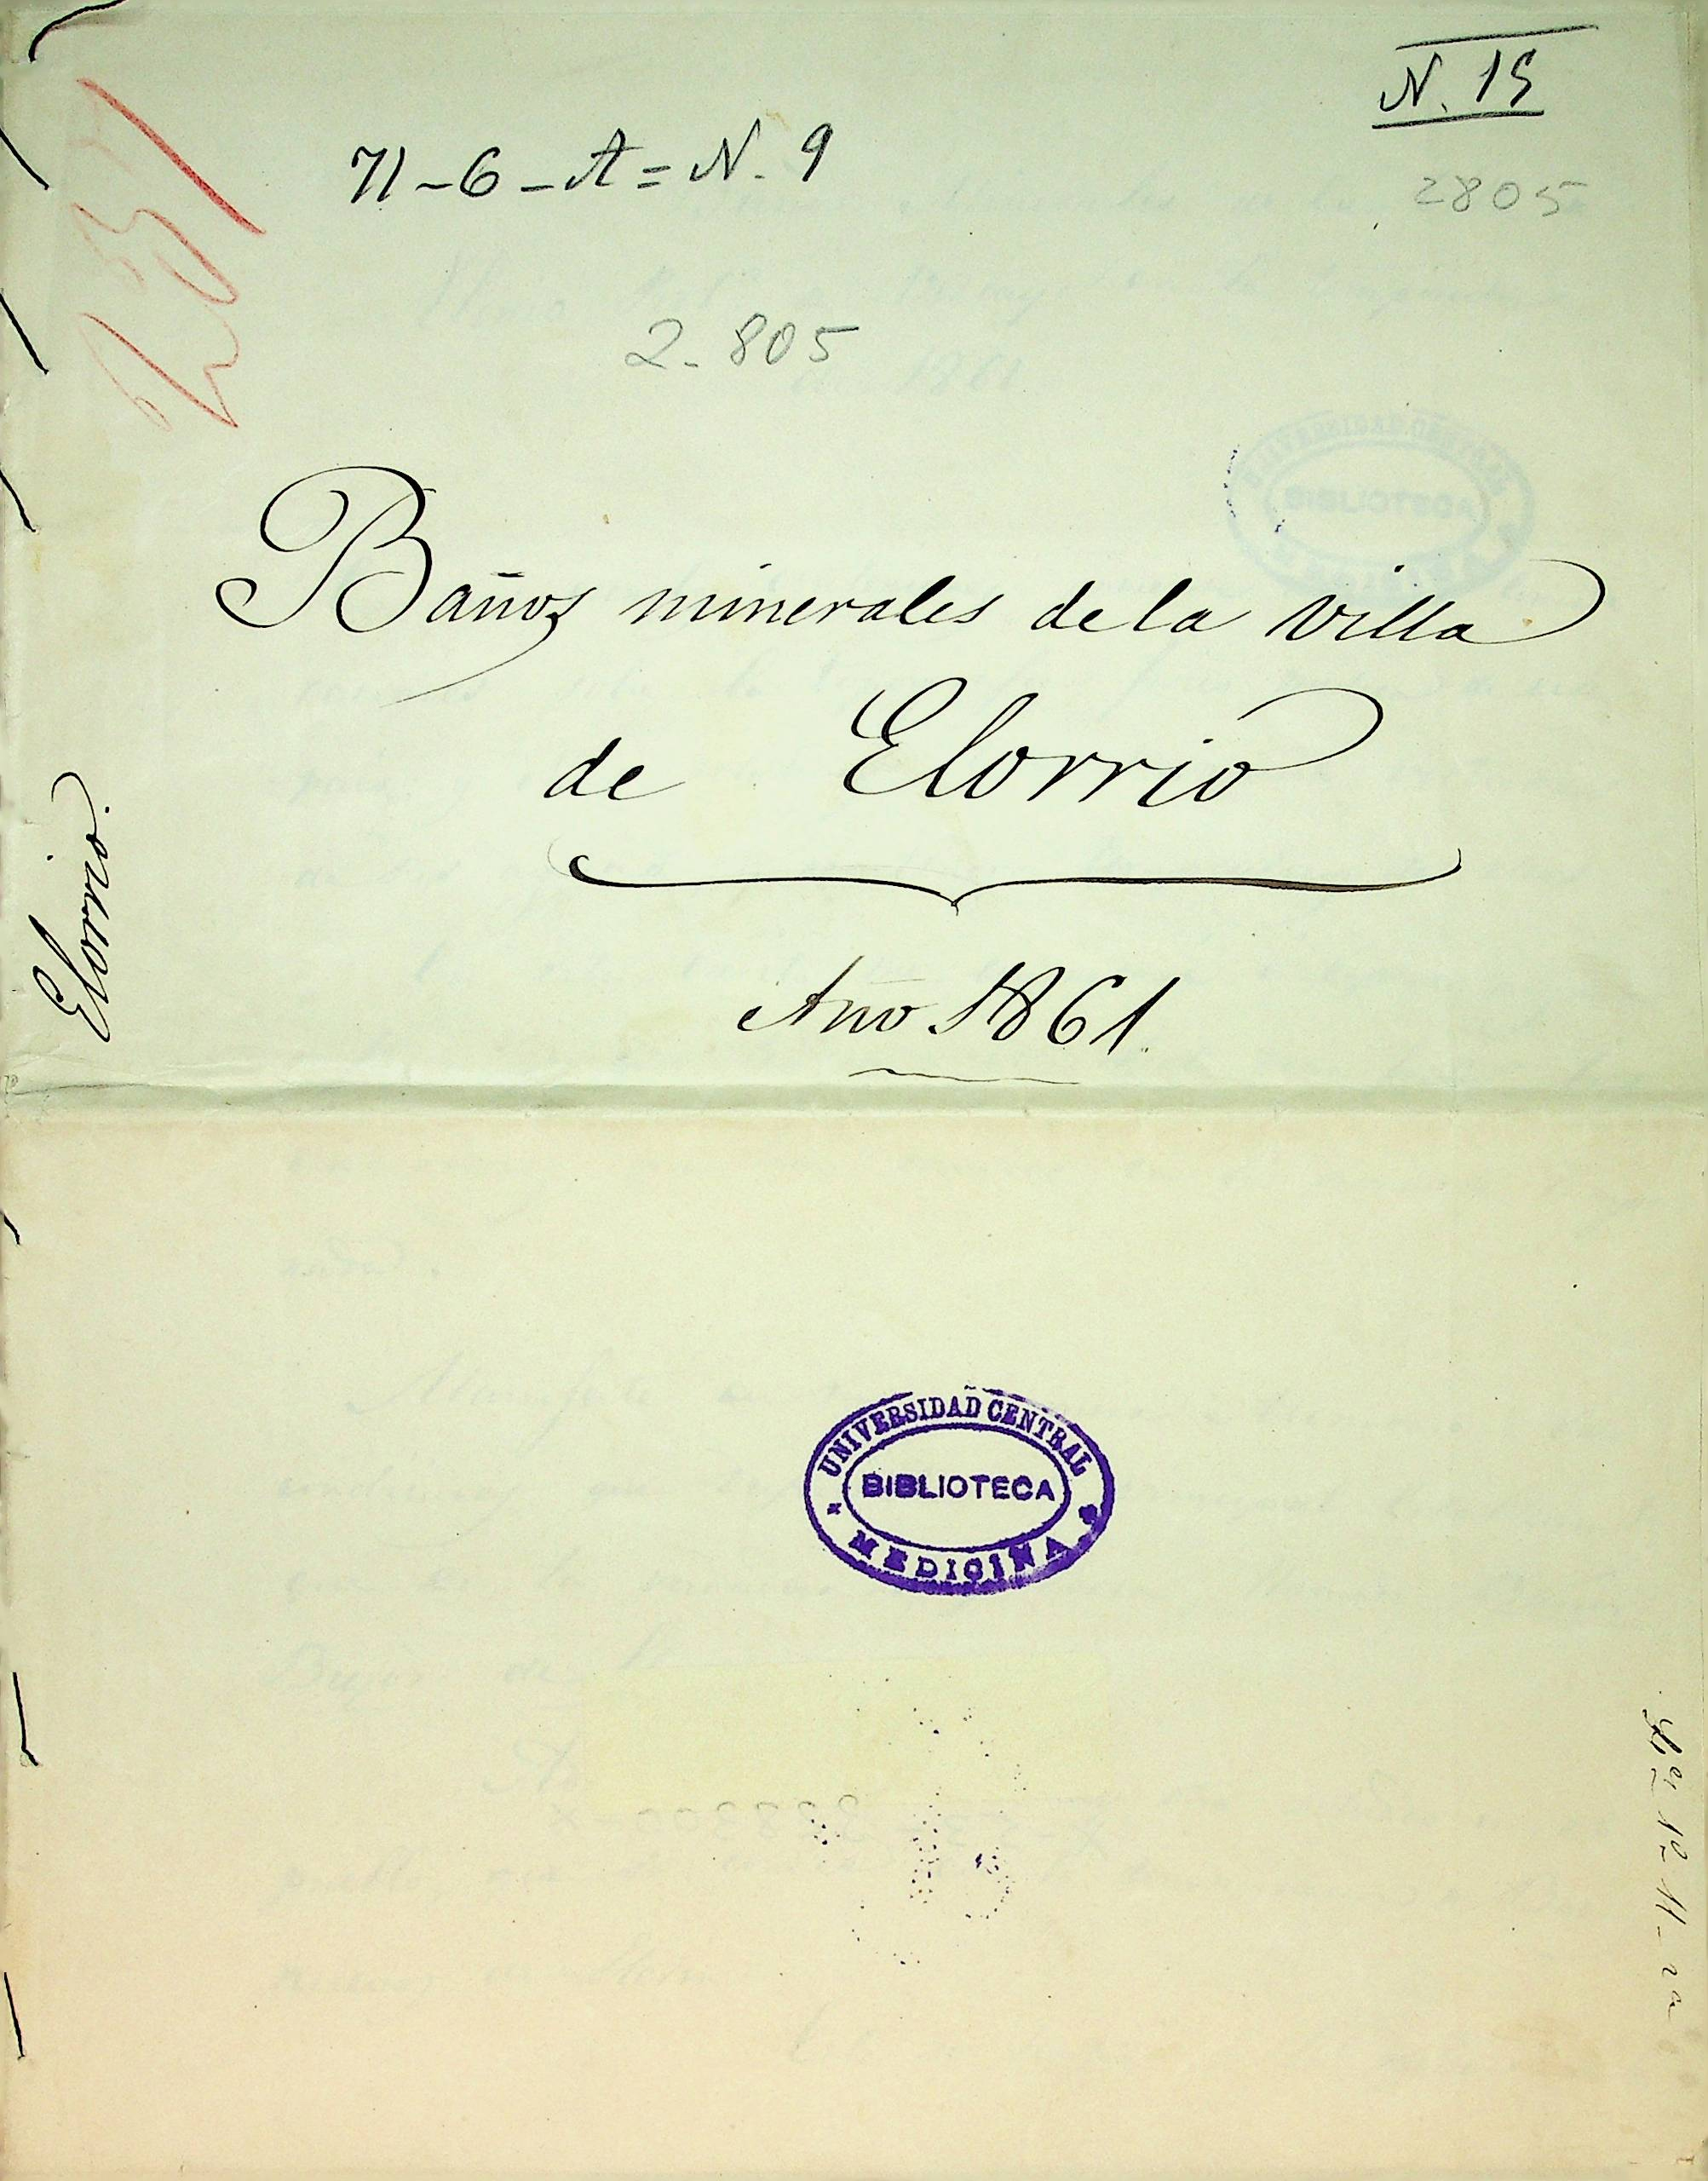 N. 15
71-6-A=N. 9
2805
2-805
Baños minerales de la villa
de Elorrio
Elorrio.
Año 1861.
UNIVERSIDAD CENTRAL
BIBLIOTECA
MEDICINA